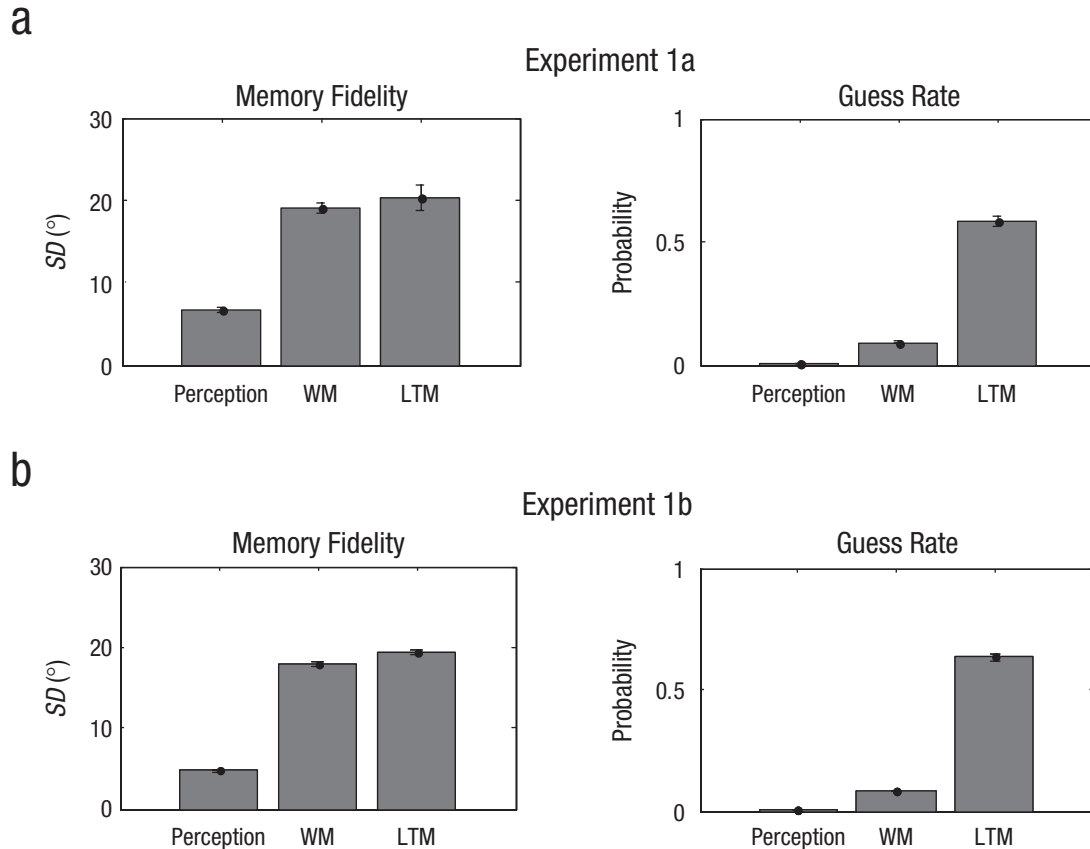 a
Experiment 1a
Memory Fidelity
30
20
10
0
SD (°)
Perception WM LTM
Guess Rate
1
0.5
0
Probability
Perception WM LTM
b
Experiment 1b
Memory Fidelity
30
20
10
0
SD (°)
Perception WM LTM
Guess Rate
1
0.5
0
Probability
Perception WM LTM